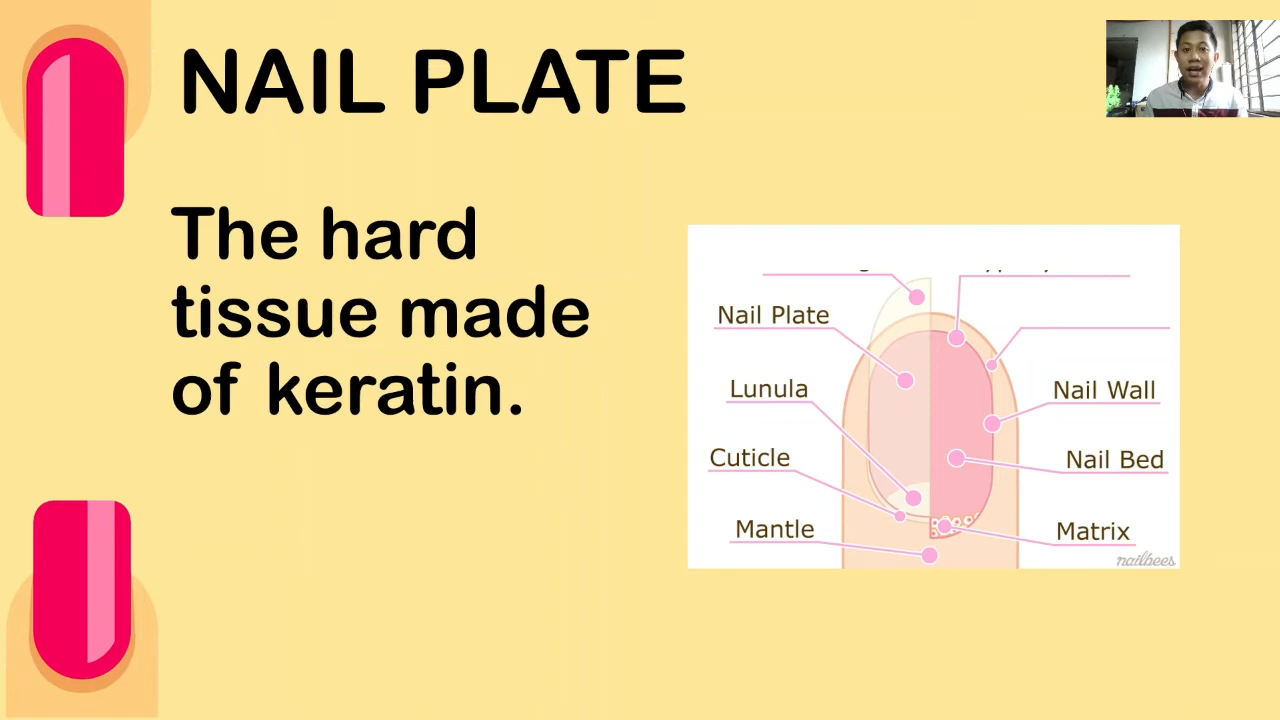 NAIL PLATE
The hard
tissue made
of keratin.
Nail Plate
Lunula
Cuticle
Mantle
Nail Wall
Nail Bed
Matrix
nailbees